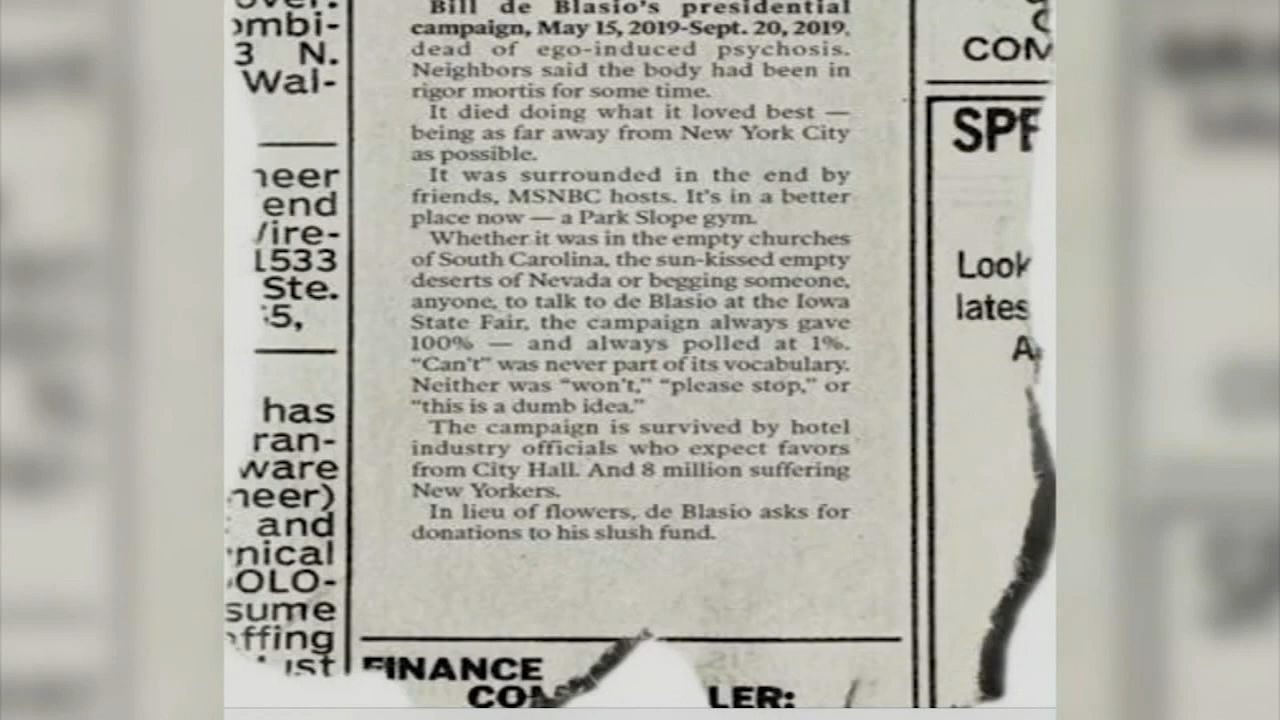 ombi-
3 N.
Wal-
neer
end
Wire-
1533
Ste.
5,
has
ran-
ware
neer)
and
nical
OLO-
sume
affing
ust
Bill de Blasio's presidential
campaign, May 15, 2019-Sept. 20, 2019,
dead of ego-induced psychosis.
Neighbors said the body had been in
rigor mortis for some time.
It died doing what it loved best —
being as far away from New York City
as possible.
It was surrounded in the end by
friends, MSNBC hosts. It's in a better
place now — a Park Slope gym.
Whether it was in the empty churches
of South Carolina, the sun-kissed empty
deserts of Nevada or begging someone,
anyone, to talk to de Blasio at the Iowa
State Fair, the campaign always gave
100% — and always polled at 1%.
"Can't" was never part of its vocabulary.
Neither was "won't," "please stop," or
"this is a dumb idea."
The campaign is survived by hotel
industry officials who expect favors
from City Hall. And 8 million suffering
New Yorkers.
In lieu of flowers, de Blasio asks for
donations to his slush fund.
FINANCE
LER:
COM
SPE
Look
lates
A